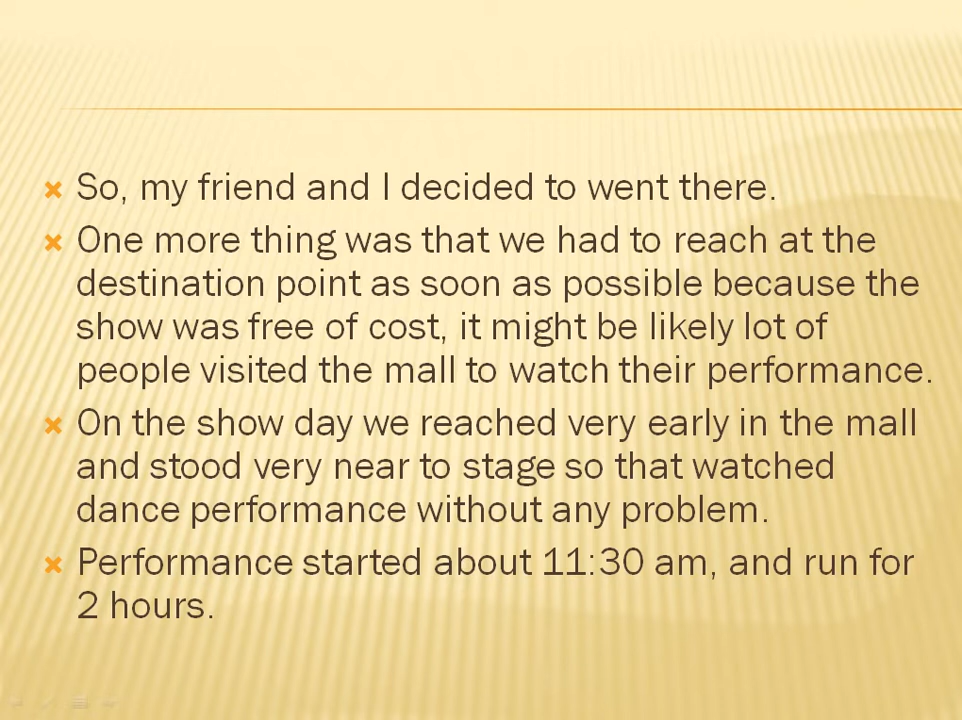 So, my friend and I decided to went there.
One more thing was that we had to reach at the
destination point as soon as possible because the
show was free of cost, it might be likely lot of
people visited the mall to watch their performance.
On the show day we reached very early in the mall
and stood very near to stage so that watched
dance performance without any problem.
Performance started about 11:30 am, and run for
2 hours.